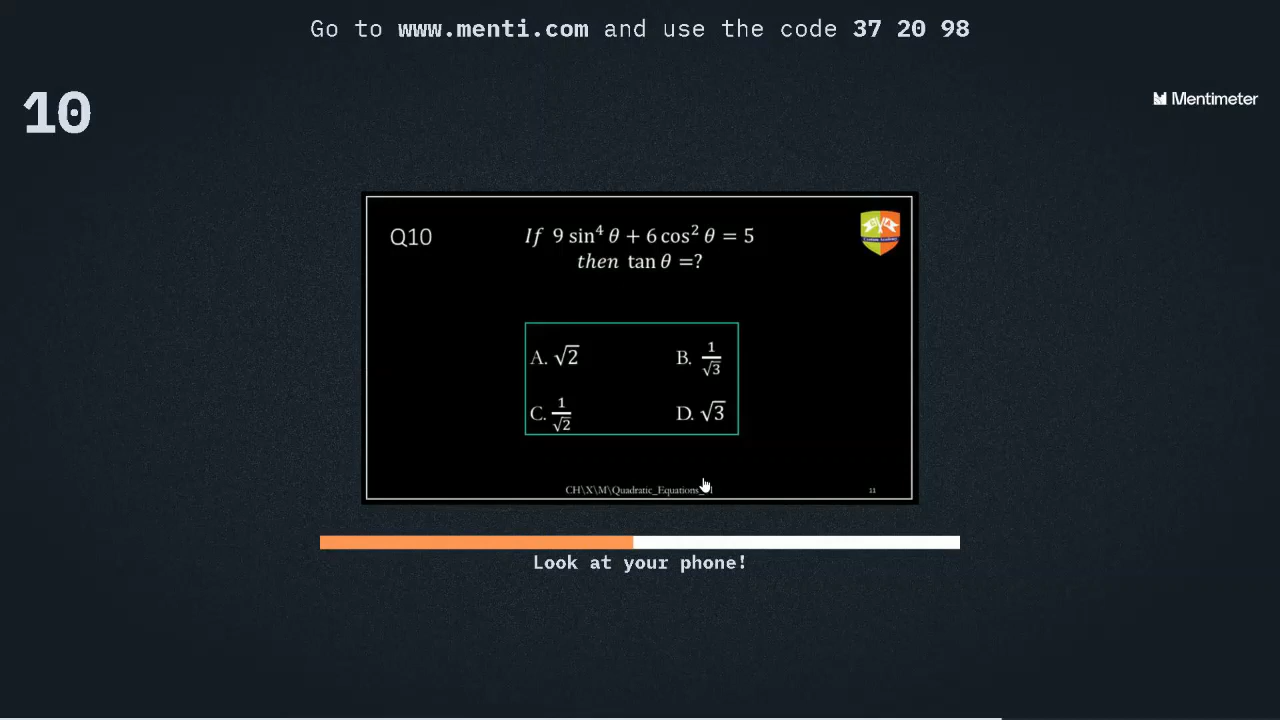 Go to www.menti.com and use the code 37 20 98
10
Mentimeter
Q10
If 9 sin⁴ θ + 6 cos² θ = 5
then tan θ =?
A. √2 B. 1/√3
C. 1/√2 D. √3
CH\X\M\Quadratic_Equations_
11
Look at your phone!